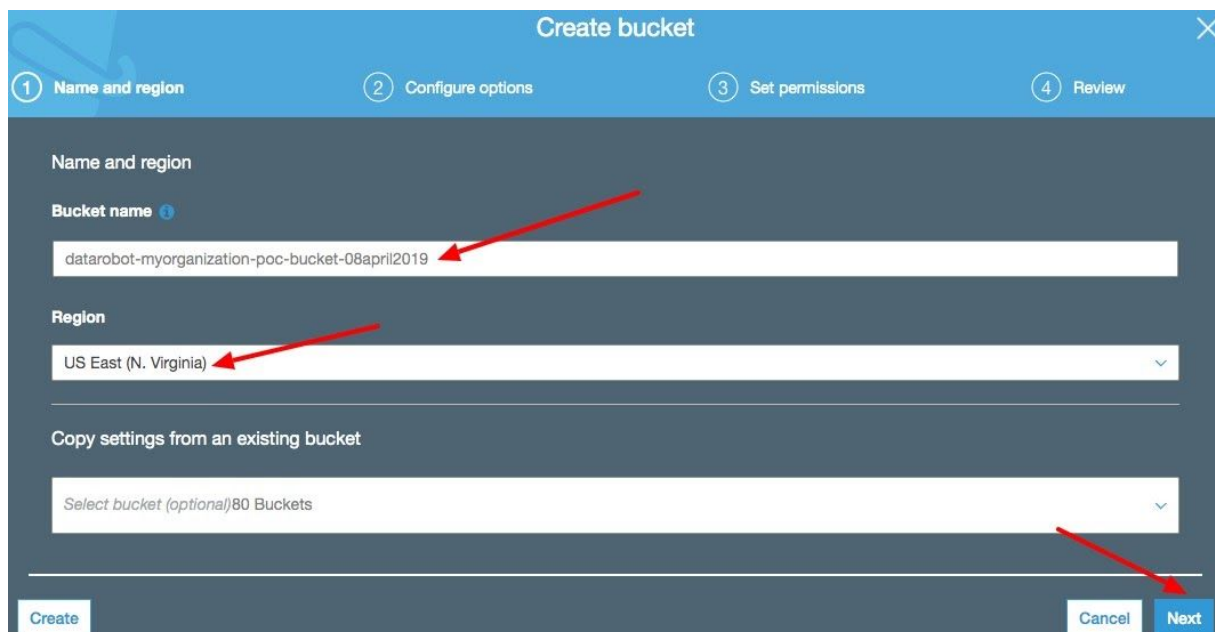 Create bucket
1 Name and region 2 Configure options 3 Set permissions 4 Review
Name and region
Bucket name
datarobot-myorganization-poc-bucket-08april2019
Region
US East (N. Virginia)
Copy settings from an existing bucket
Select bucket (optional)80 Buckets
Create Cancel Next